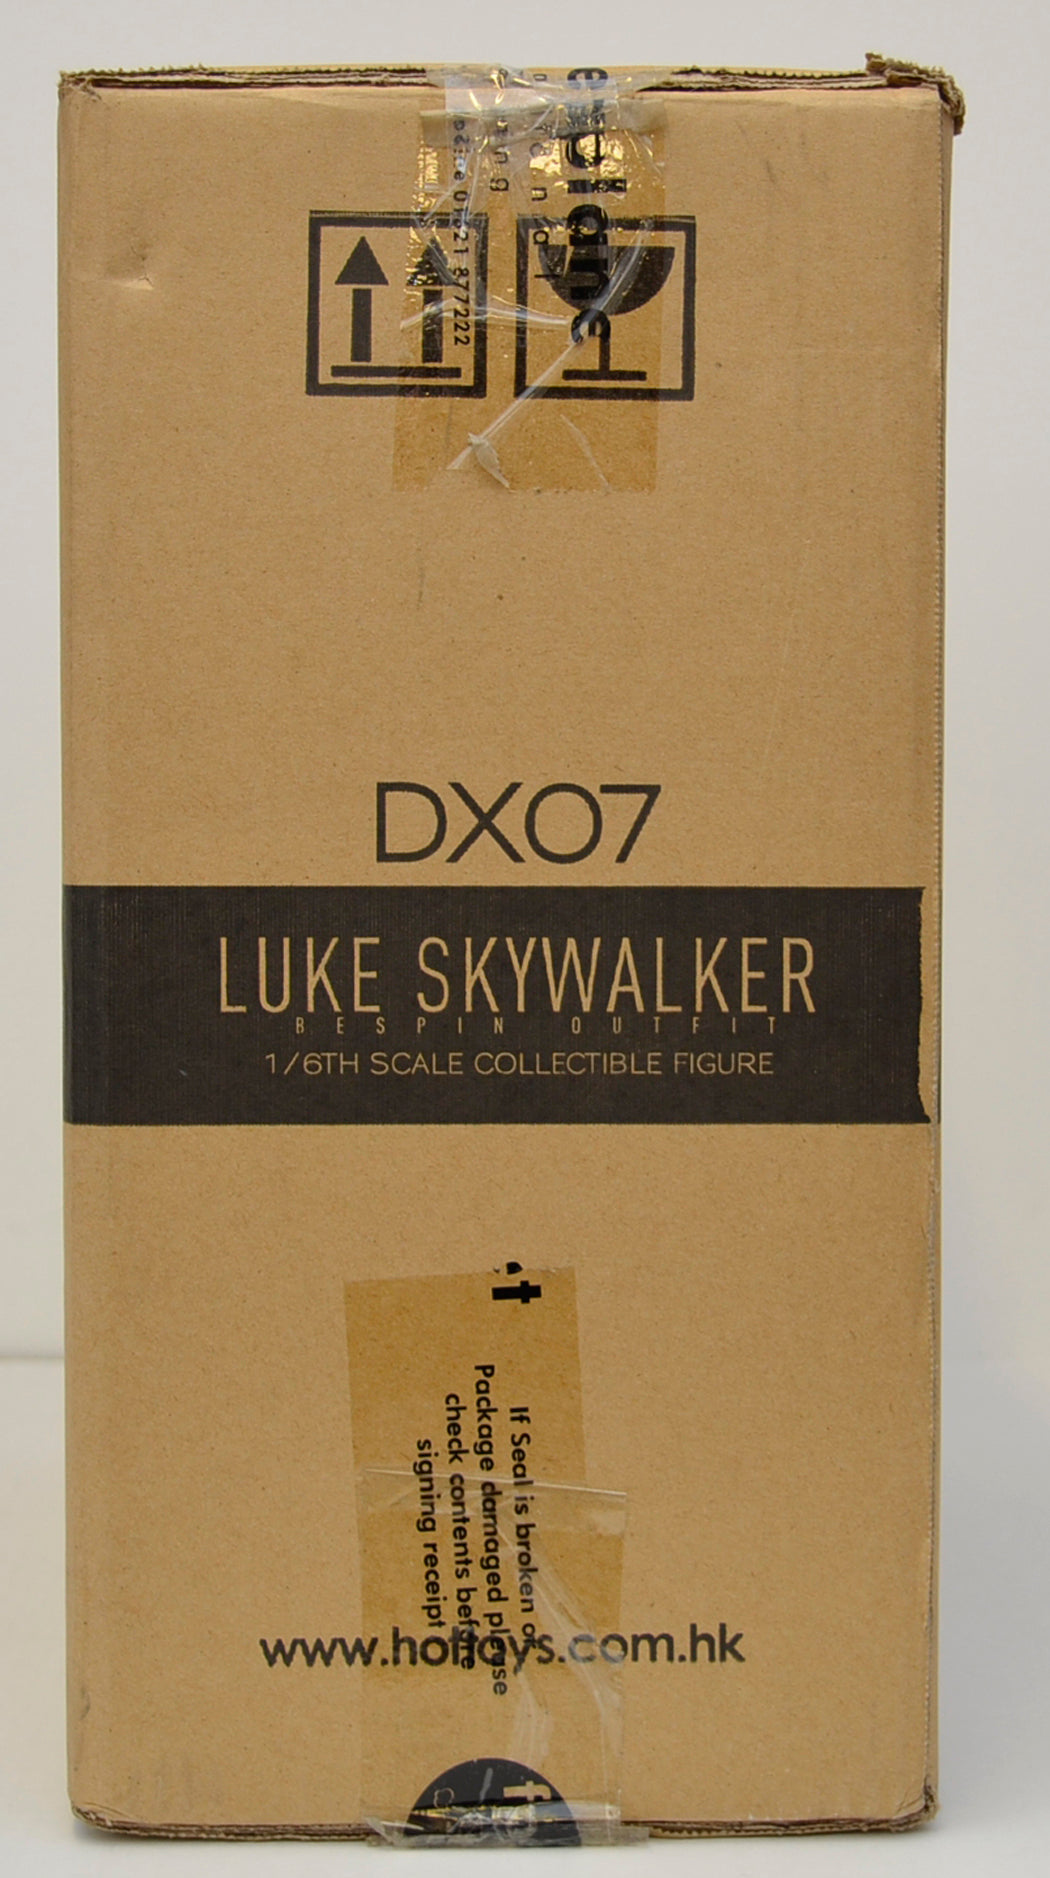 DX07
LUKE SKYWALKER
BESPIN OUTFIT
1/6TH SCALE COLLECTIBLE FIGURE
If Seal is broken or
Package damaged please
check contents before
signing receipt
www.hottoys.com.hk
877222